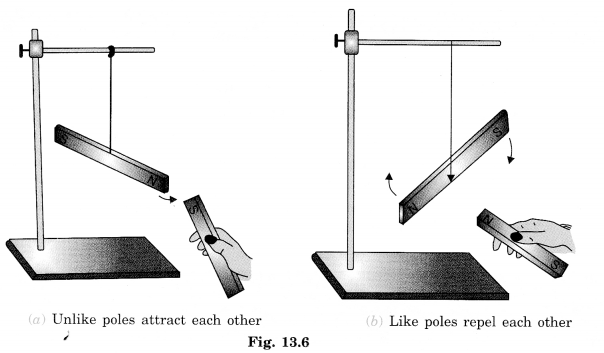 S
N
S
N
S
N
N
S
(a) Unlike poles attract each other
(b) Like poles repel each other
Fig. 13.6